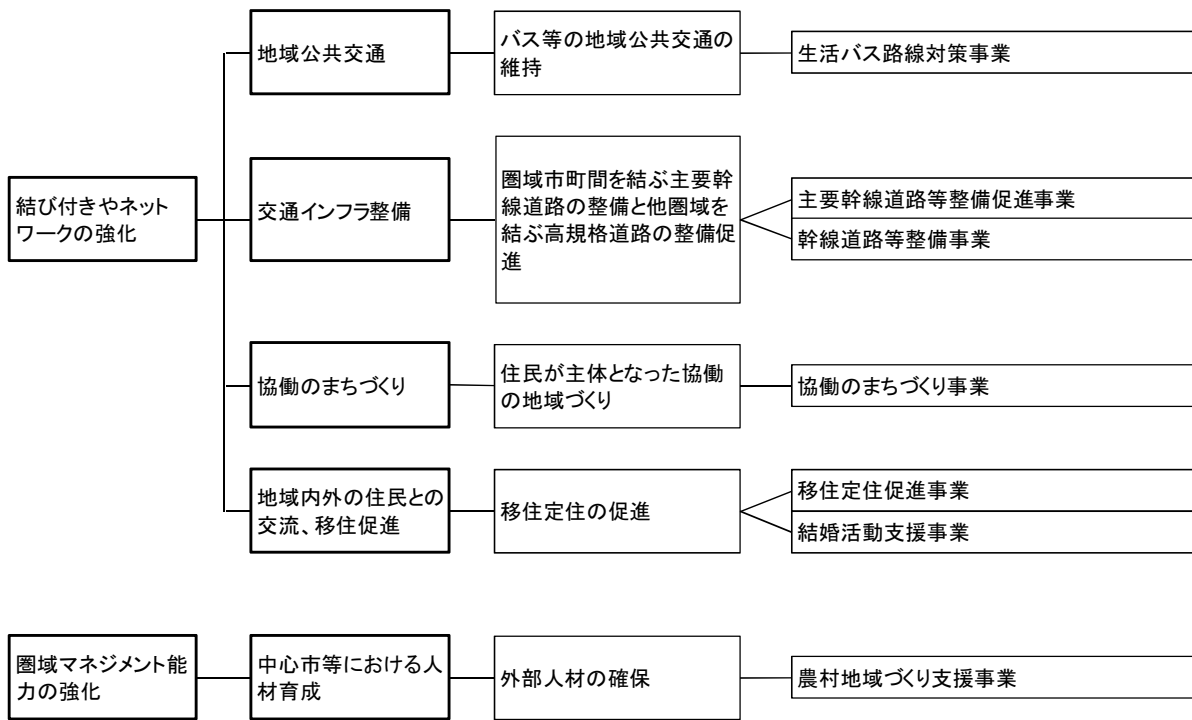 地域公共交通
バス等の地域公共交通の
維持
生活バス路線対策事業
結び付きやネット
ワークの強化
交通インフラ整備
圏域市町間を結ぶ主要幹
線道路の整備と他圏域を
結ぶ高規格道路の整備促
進
主要幹線道路等整備促進事業
幹線道路等整備事業
協働のまちづくり
住民が主体となった協働
の地域づくり
協働のまちづくり事業
地域内外の住民との
交流、移住促進
移住定住の促進
移住定住促進事業
結婚活動支援事業
圏域マネジメント能
力の強化
中心市等における人
材育成
外部人材の確保
農村地域づくり支援事業